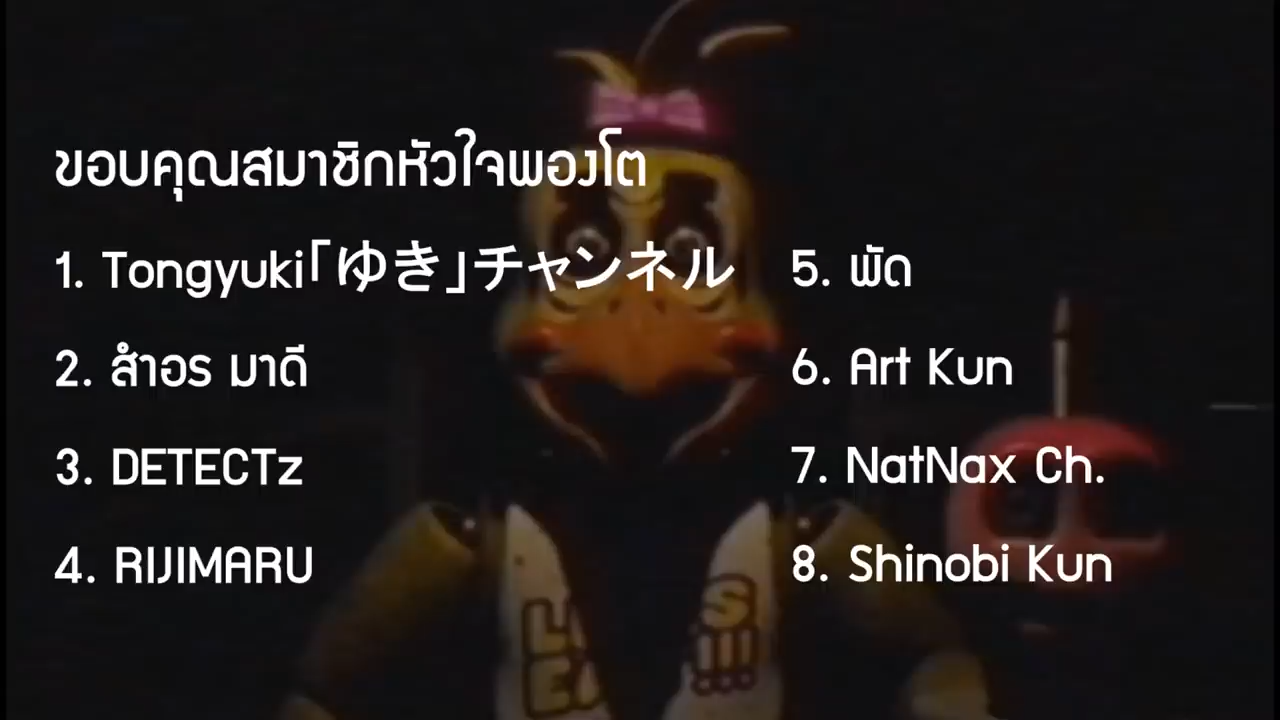 ขอบคุณสมาชิกหัวใจพองโต
1. Tongyuki「ゆき」チャンネル
2. สำอร มาดี
3. DETECTz
4. RIJIMARU
5. พัด
6. Art Kun
7. NatNax Ch.
8. Shinobi Kun
!!!